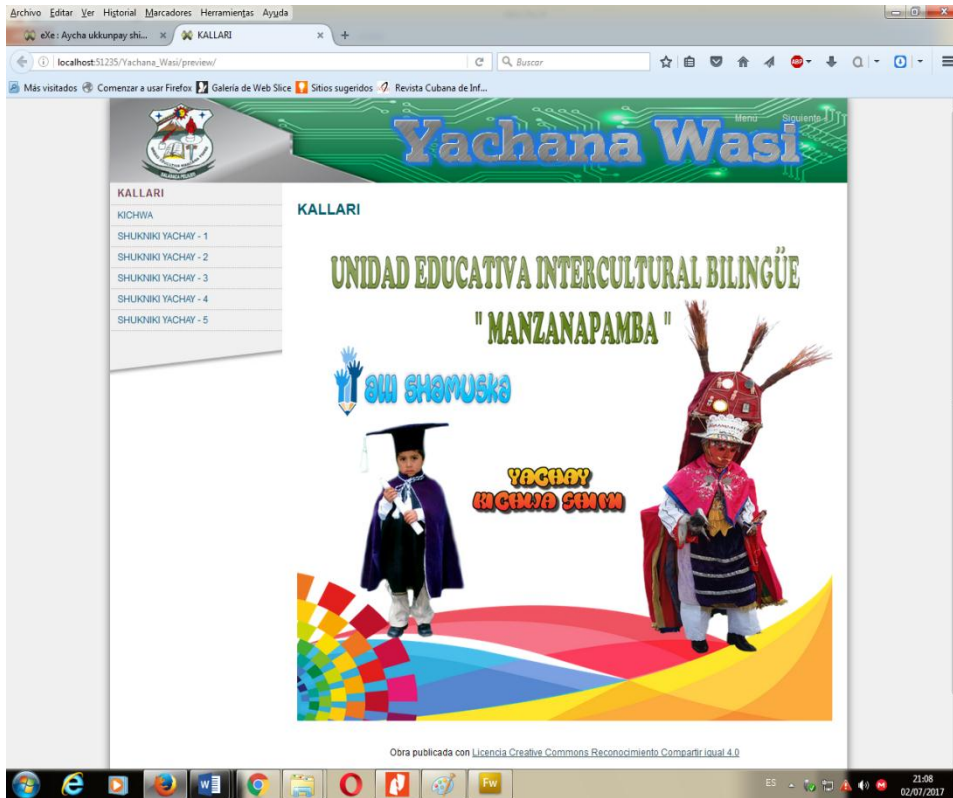 Archivo Editar Ver Historial Marcadores Herramientas Ayuda
eXe : Aycha ukkunpay shi... × KALLARI × +
localhost:51235/Yachana_Wasi/preview/ Buscar
Más visitados Comenzar a usar Firefox Galería de Web Slice Sitios sugeridos Revista Cubana de Inf...
Menú Siguiente
Yachana Wasi
KALLARI
KICHWA
SHUKNIKI YACHAY - 1
SHUKNIKI YACHAY - 2
SHUKNIKI YACHAY - 3
SHUKNIKI YACHAY - 4
SHUKNIKI YACHAY - 5
KALLARI
UNIDAD EDUCATIVA INTERCULTURAL BILINGÜE
" MANZANAPAMBA "
alli shamuska
YACHAY
KICHWA SHIMI
Obra publicada con Licencia Creative Commons Reconocimiento Compartir igual 4.0
Fw
ES 21:08
02/07/2017